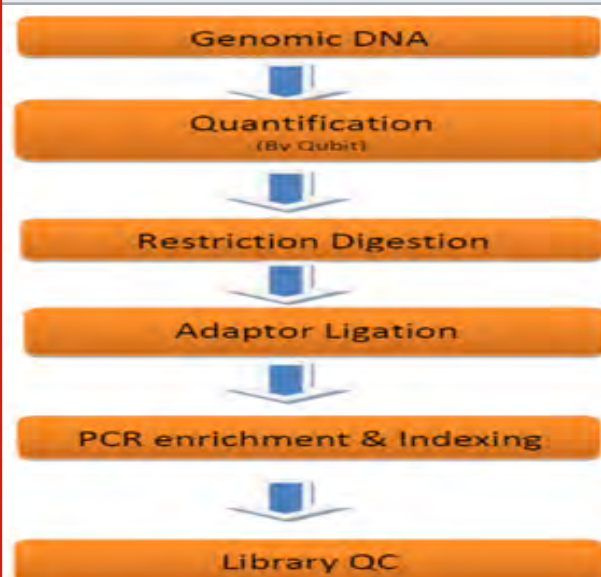 Genomic DNA
Quantification
(By Qubit)
Restriction Digestion
Adaptor Ligation
PCR enrichment & Indexing
Library QC